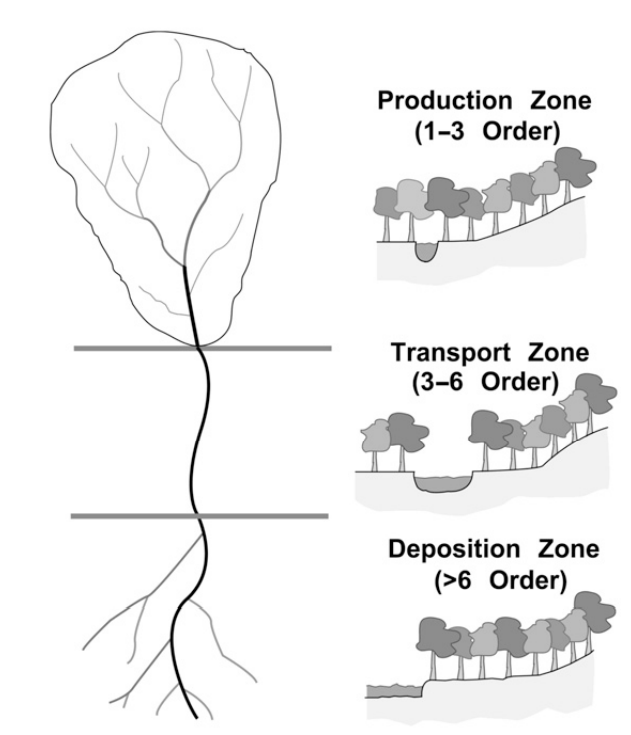 Production Zone
(1–3 Order)
Transport Zone
(3–6 Order)
Deposition Zone
(>6 Order)